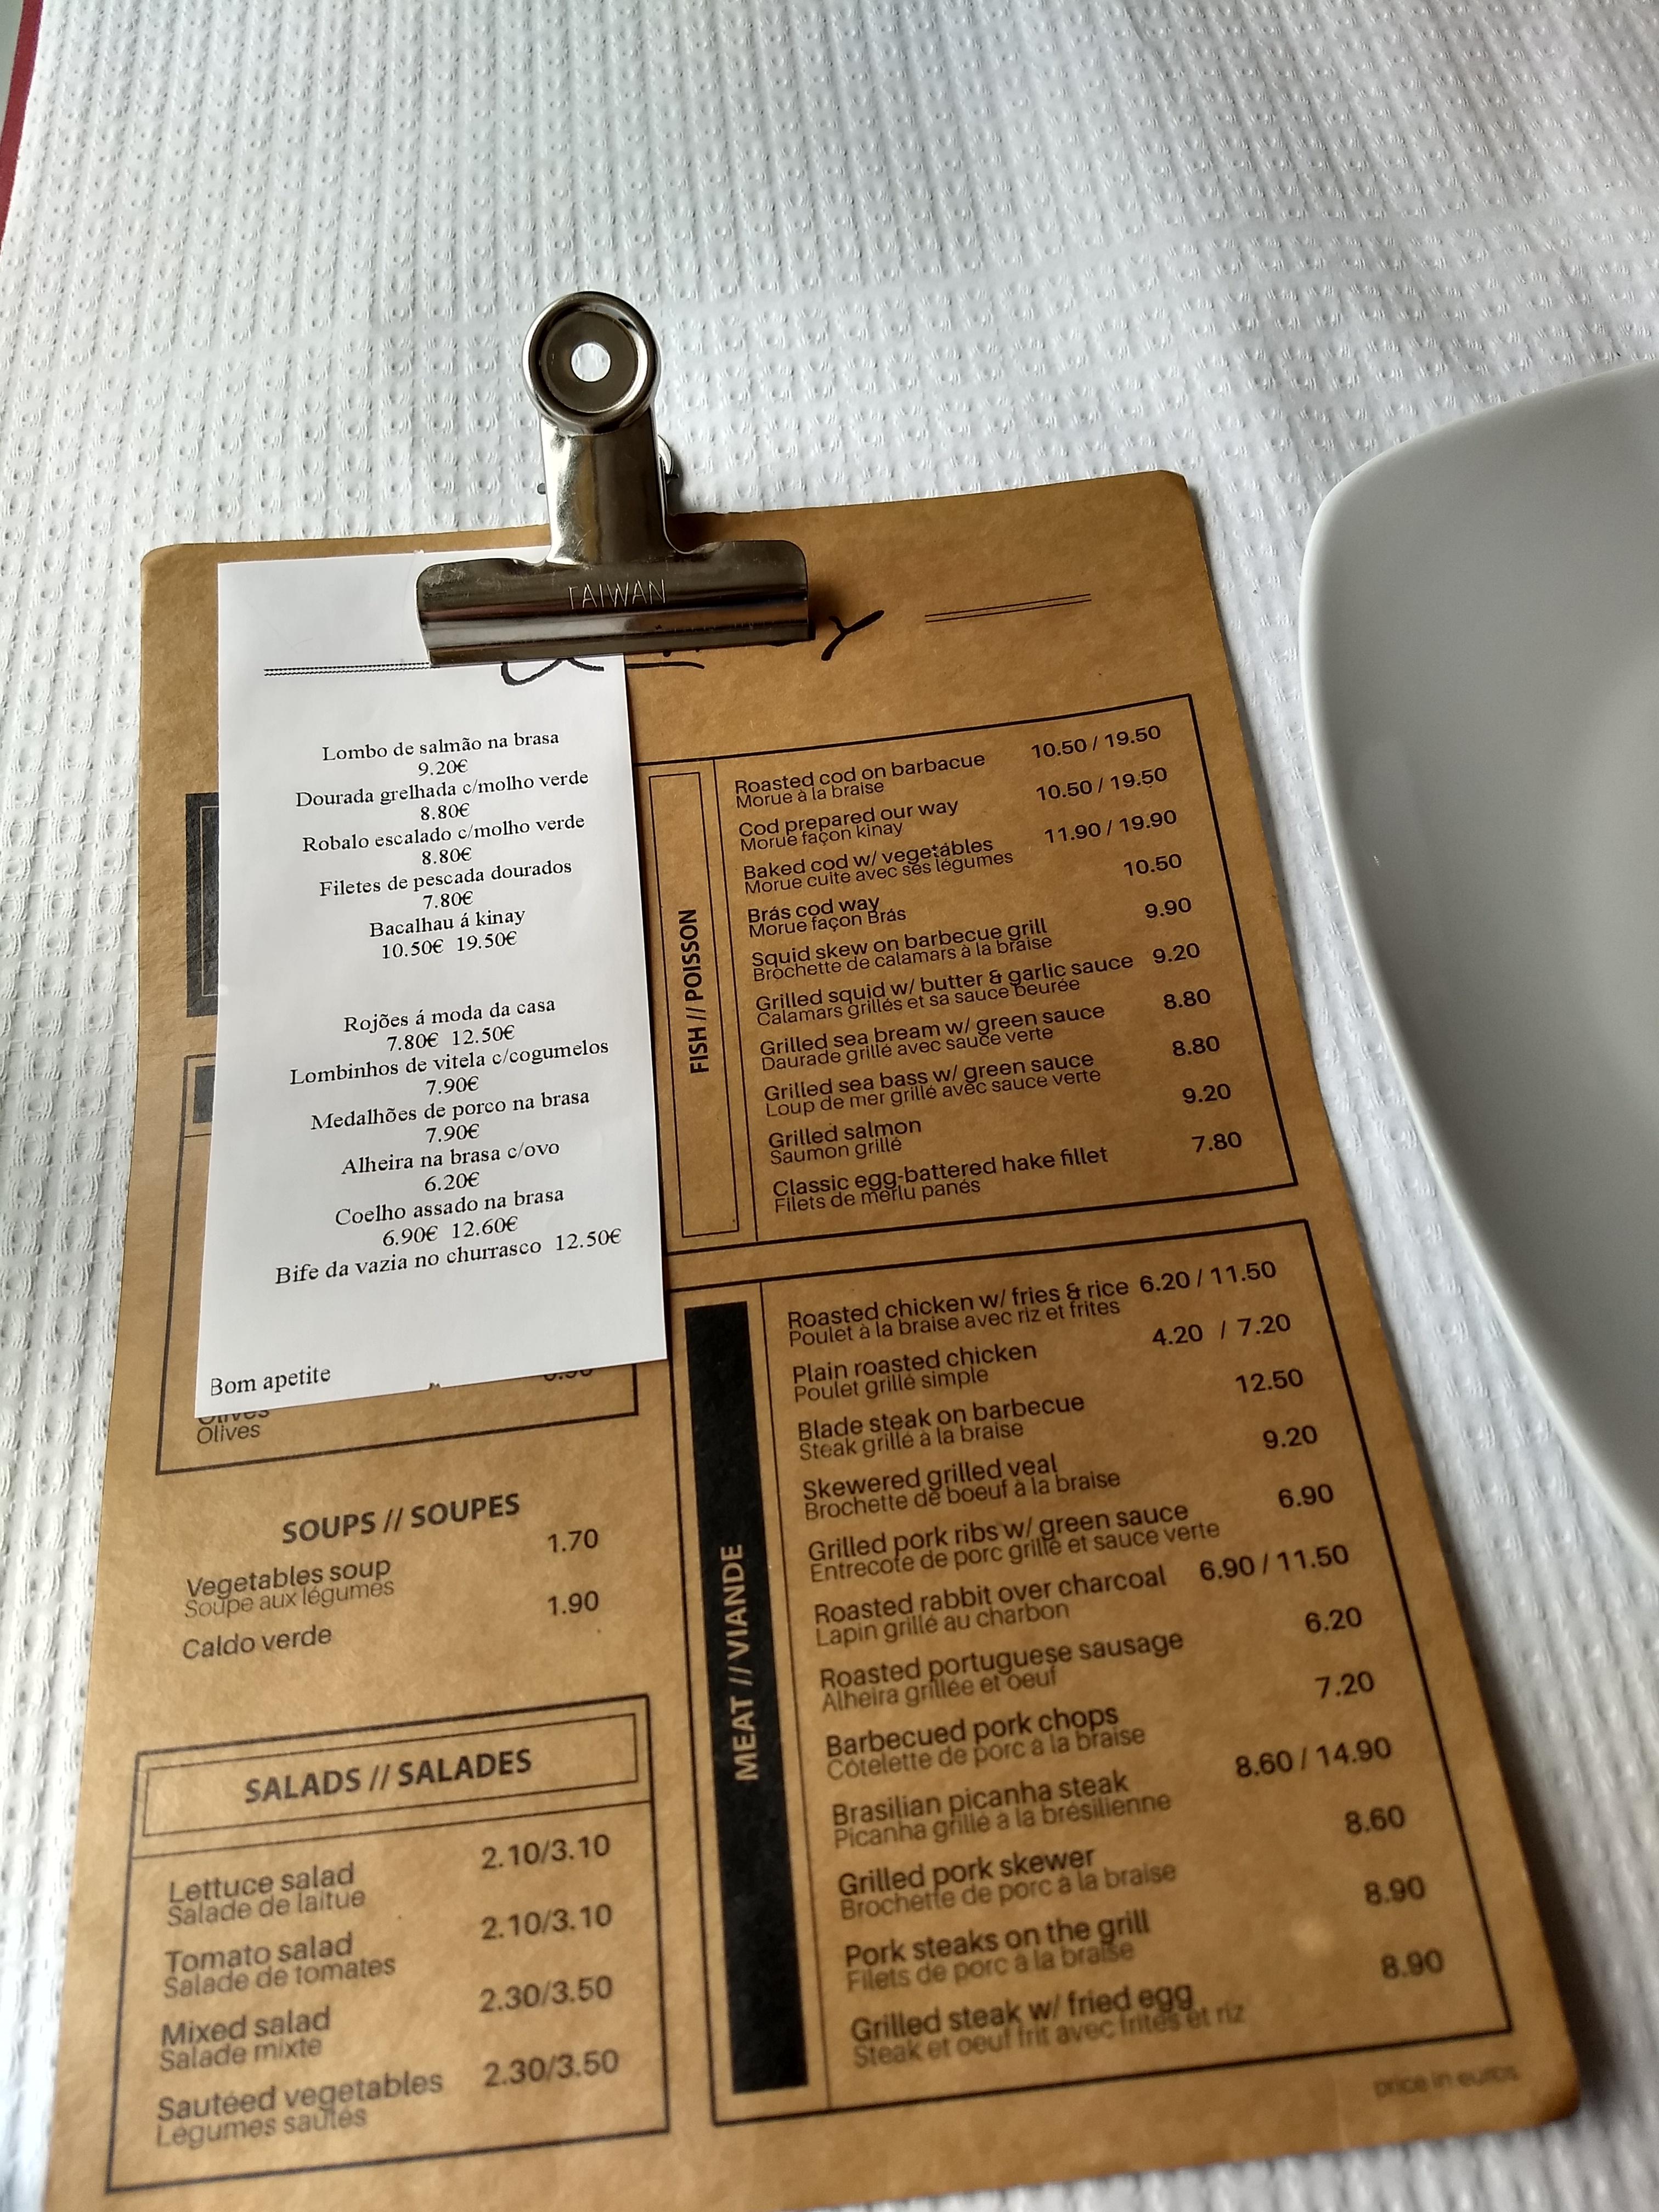 TAIWAN
Lombo de salmão na brasa
9.20€
Dourada grelhada c/molho verde
8.80€
Robalo escalado c/molho verde
8.80€
Filetes de pescada dourados
7.80€
Bacalhau á kinay
10.50€ 19.50€
Rojões á moda da casa
7.80€ 12.50€
Lombinhos de vitela c/cogumelos
7.90€
Medalhões de porco na brasa
7.90€
Alheira na brasa c/ovo
6.20€
Coelho assado na brasa
6.90€ 12.60€
Bife da vazia no churrasco 12.50€
Bom apetite
Olives
Olives
SOUPS // SOUPES
Vegetables soup 1.70
Soupe aux légumes
Caldo verde 1.90
SALADS // SALADES
Lettuce salad 2.10/3.10
Salade de laitue
Tomato salad 2.10/3.10
Salade de tomates
Mixed salad 2.30/3.50
Salade mixte
Sautéed vegetables 2.30/3.50
Légumes sautés
FISH // POISSON
Roasted cod on barbacue 10.50 / 19.50
Morue à la braise
Cod prepared our way 10.50 / 19.50
Morue façon kinay
Baked cod w/ vegetables 11.90 / 19.90
Morue cuite avec ses légumes
Brás cod way 10.50
Morue façon Brás
Squid skew on barbecue grill 9.90
Brochette de calamars à la braise
Grilled squid w/ butter & garlic sauce 9.20
Calamars grillés et sa sauce beurée
Grilled sea bream w/ green sauce 8.80
Daurade grillé avec sauce verte
Grilled sea bass w/ green sauce 8.80
Loup de mer grillé avec sauce verte
Grilled salmon 9.20
Saumon grillé
Classic egg-battered hake fillet 7.80
Filets de merlu panés
MEAT // VIANDE
Roasted chicken w/ fries & rice 6.20 / 11.50
Poulet à la braise avec riz et frites
Plain roasted chicken 4.20 / 7.20
Poulet grillé simple
Blade steak on barbecue 12.50
Steak grillé à la braise
Skewered grilled veal 9.20
Brochette de boeuf à la braise
Grilled pork ribs w/ green sauce 6.90
Entrecote de porc grillé et sauce verte
Roasted rabbit over charcoal 6.90 / 11.50
Lapin grillé au charbon
Roasted portuguese sausage 6.20
Alheira grillée et oeuf
Barbecued pork chops 7.20
Côtelette de porc à la braise
Brasilian picanha steak 8.60 / 14.90
Picanha grillé à la brésilienne
Grilled pork skewer 8.60
Brochette de porc à la braise
Pork steaks on the grill 8.90
Filets de porc à la braise
Grilled steak w/ fried egg 8.90
Steak et oeuf frit avec frites et riz
price in euros